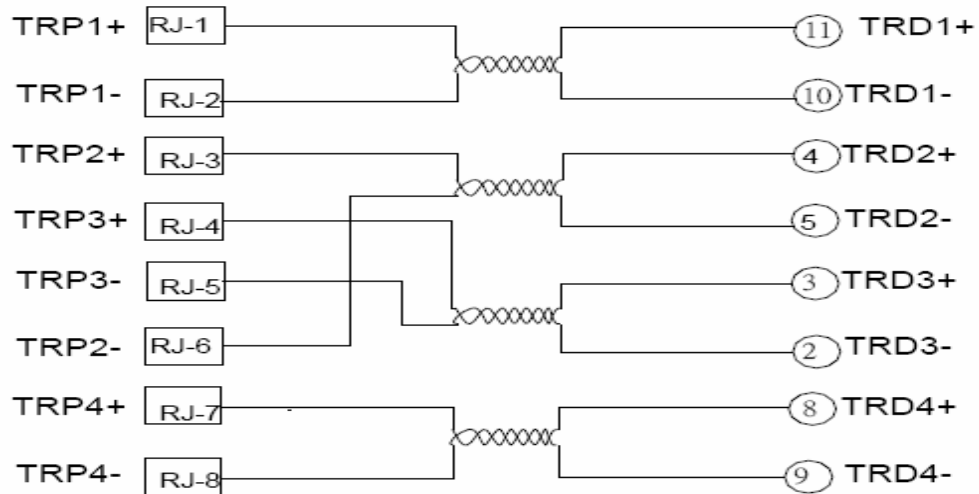 TRP1+ RJ-1 11 TRD1+
TRP1- RJ-2 10 TRD1-
TRP2+ RJ-3 4 TRD2+
TRP3+ RJ-4 5 TRD2-
TRP3- RJ-5 3 TRD3+
TRP2- RJ-6 2 TRD3-
TRP4+ RJ-7 8 TRD4+
TRP4- RJ-8 9 TRD4-